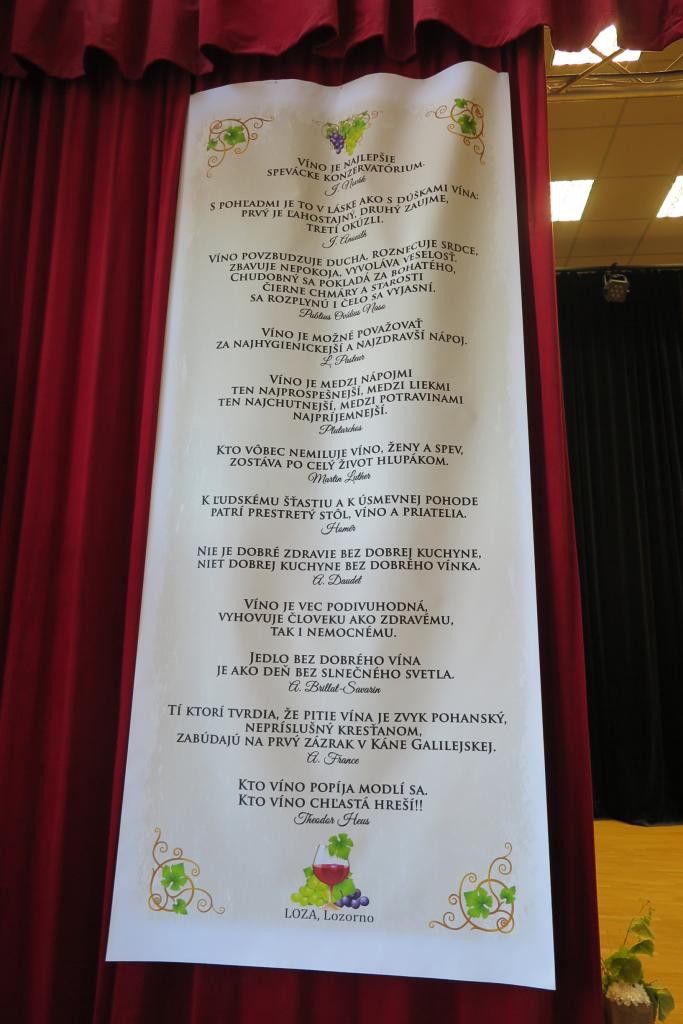 VÍNO JE NAJLEPŠIE
SPEVÁCKE KONZERVATÓRIUM.
J. Novák
S POHĽADMI JE TO V LÁSKE AKO S DÚŠKAMI VÍNA:
PRVÝ JE ĽAHOSTAJNÝ, DRUHÝ ZAUJME,
TRETÍ OKÚZLI.
J. Anouilh
VÍNO POVZBUDZUJE DUCHA, ROZNECUJE SRDCE,
ZBAVUJE NEPOKOJA, VYVOLÁVA VESELOSŤ.
CHUDOBNÝ SA POKLADÁ ZA BOHATÉHO,
ČIERNE CHMÁRY A STAROSTI
SA ROZPLYNÚ I ČELO SA VYJASNÍ.
Publius Ovidius Naso
VÍNO JE MOŽNÉ POVAŽOVAŤ
ZA NAJHYGIENICKEJŠÍ A NAJZDRAVŠÍ NÁPOJ.
L. Pasteur
VÍNO JE MEDZI NÁPOJMI
TEN NAJPROSPEŠNEJŠÍ, MEDZI LIEKMI
TEN NAJCHUTNEJŠÍ, MEDZI POTRAVINAMI
NAJPRÍJEMNEJŠÍ.
Plutarchos
KTO VÔBEC NEMILUJE VÍNO, ŽENY A SPEV,
ZOSTÁVA PO CELÝ ŽIVOT HLUPÁKOM.
Martin Luther
K ĽUDSKÉMU ŠŤASTIU A K ÚSMEVNEJ POHODE
PATRÍ PRESTRETÝ STÔL, VÍNO A PRIATELIA.
Homér
NIE JE DOBRÉ ZDRAVIE BEZ DOBREJ KUCHYNE,
NIET DOBREJ KUCHYNE BEZ DOBRÉHO VÍNKA.
A. Daudet
VÍNO JE VEC PODIVUHODNÁ,
VYHOVUJE ČLOVEKU AKO ZDRAVÉMU,
TAK I NEMOCNÉMU.
JEDLO BEZ DOBRÉHO VÍNA
JE AKO DEŇ BEZ SLNEČNÉHO SVETLA.
A. Brillat-Savarin
TÍ KTORÍ TVRDIA, ŽE PITIE VÍNA JE ZVYK POHANSKÝ,
NEPRÍSLUŠNÝ KRESŤANOM,
ZABÚDAJÚ NA PRVÝ ZÁZRAK V KÁNE GALILEJSKEJ.
A. France
KTO VÍNO POPÍJA MODLÍ SA.
KTO VÍNO CHĽASTÁ HREŠÍ!!
Theodor Heus
LOZA, Lozorno